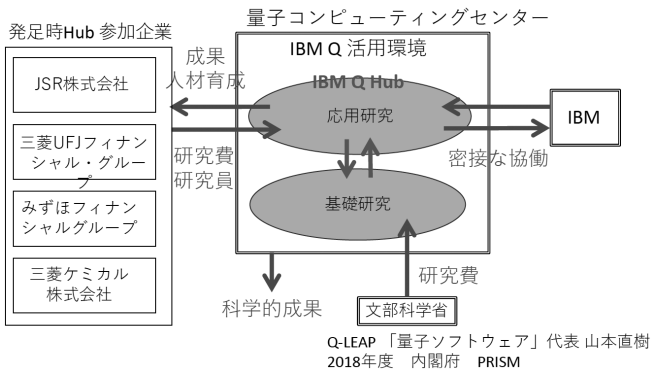 量子コンピューティングセンター
発足時Hub 参加企業
JSR株式会社
三菱UFJフィナン
シャル・グルー
プ
みずほフィナン
シャルグループ
三菱ケミカル
株式会社
成果
人材育成
研究費
研究員
IBM Q 活用環境
IBM Q Hub
応用研究
基礎研究
IBM
密接な協働
科学的成果
研究費
文部科学省
Q-LEAP 「量子ソフトウェア」代表 山本直樹
2018年度 内閣府 PRISM